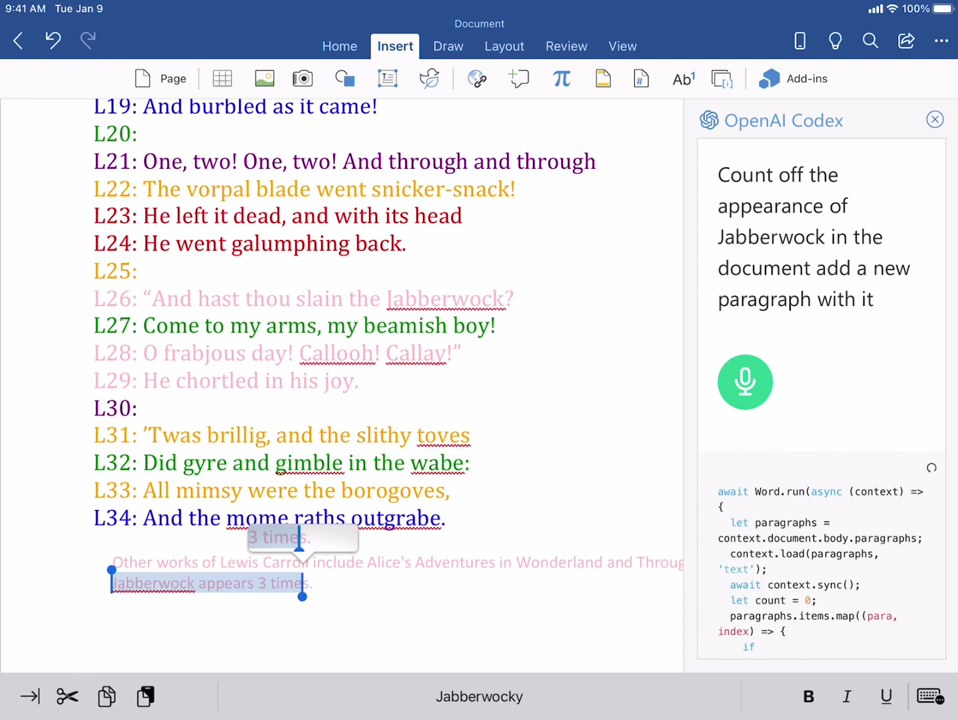 9:41 AM Tue Jan 9
100%
Document
Home Insert Draw Layout Review View
Page Ab¹ Add-ins
L19: And burbled as it came!
L20:
L21: One, two! One, two! And through and through
L22: The vorpal blade went snicker-snack!
L23: He left it dead, and with its head
L24: He went galumphing back.
L25:
L26: “And hast thou slain the Jabberwock?
L27: Come to my arms, my beamish boy!
L28: O frabjous day! Callooh! Callay!”
L29: He chortled in his joy.
L30:
L31: ’Twas brillig, and the slithy toves
L32: Did gyre and gimble in the wabe:
L33: All mimsy were the borogoves,
L34: And the mome raths outgrabe.
3 times.
Other works of Lewis Carroll include Alice's Adventures in Wonderland and Throug
Jabberwock appears 3 times.
OpenAI Codex
Count off the
appearance of
Jabberwock in the
document add a new
paragraph with it
await Word.run(async (context) =>
{
let paragraphs =
context.document.body.paragraphs;
context.load(paragraphs,
'text');
await context.sync();
let count = 0;
paragraphs.items.map((para,
index) => {
if
Jabberwocky
B I U